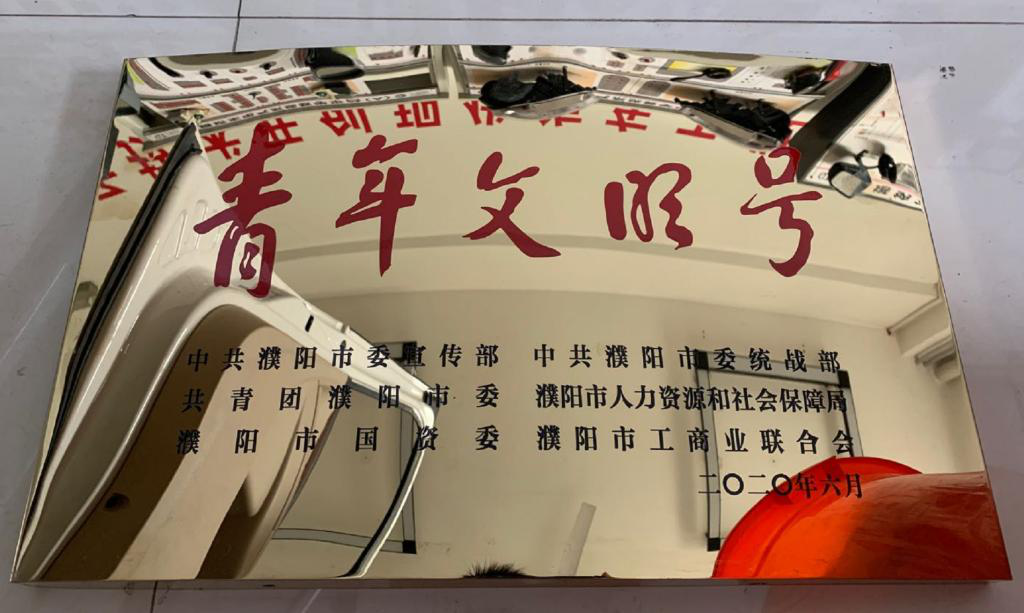 青年文明号
中共濮阳市委宣传部 中共濮阳市委统战部
共青团濮阳市委 濮阳市人力资源和社会保障局
濮阳市国资委 濮阳市工商业联合会
二〇二〇年六月